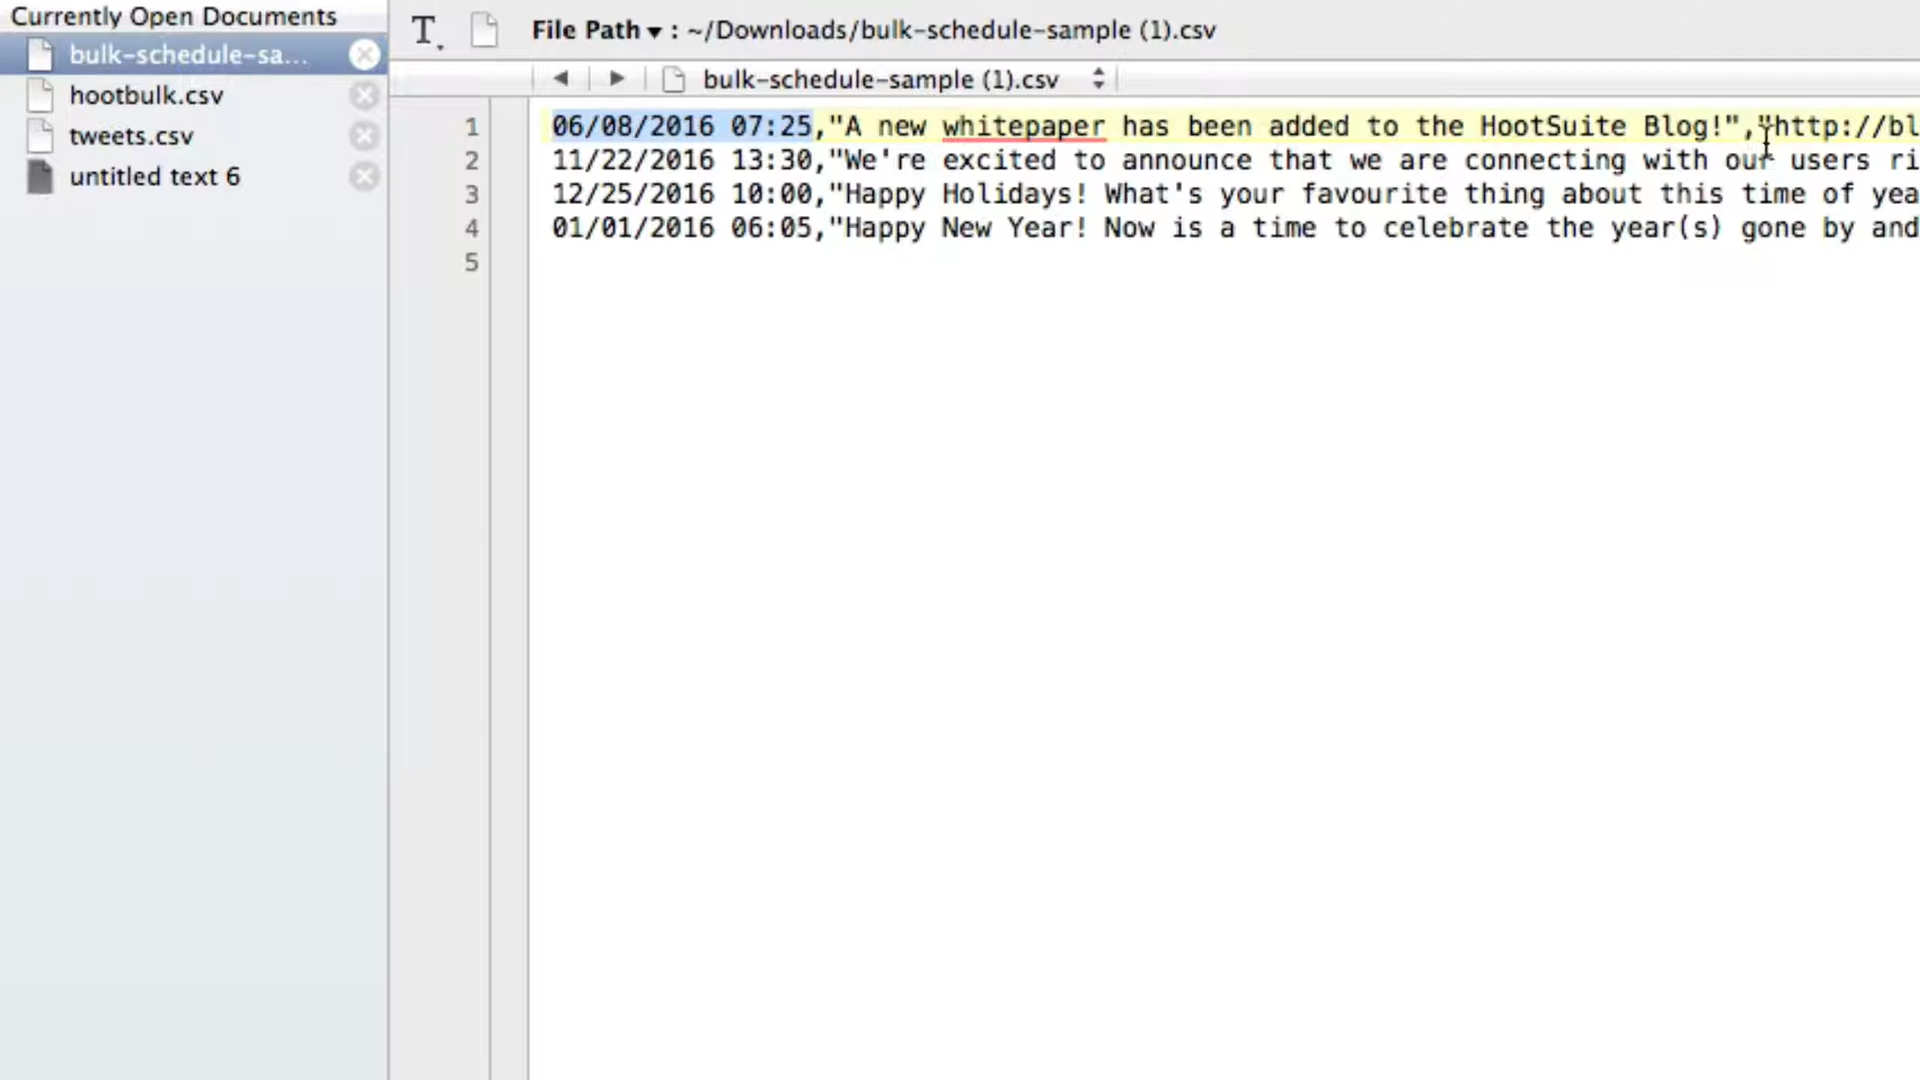 Currently Open Documents
bulk-schedule-sa...
hootbulk.csv
tweets.csv
untitled text 6
T.
File Path ▾ : ~/Downloads/bulk-schedule-sample (1).csv
bulk-schedule-sample (1).csv
1 06/08/2016 07:25,"A new whitepaper has been added to the HootSuite Blog!","http://bl
2 11/22/2016 13:30,"We're excited to announce that we are connecting with our users ri
3 12/25/2016 10:00,"Happy Holidays! What's your favourite thing about this time of yea
4 01/01/2016 06:05,"Happy New Year! Now is a time to celebrate the year(s) gone by and
5